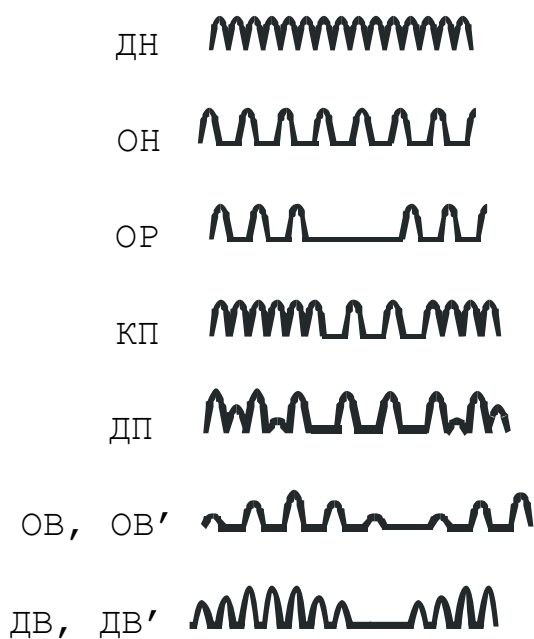 ДН
ОН
ОР
КП
ДП
ОВ, ОВ′
ДВ, ДВ′